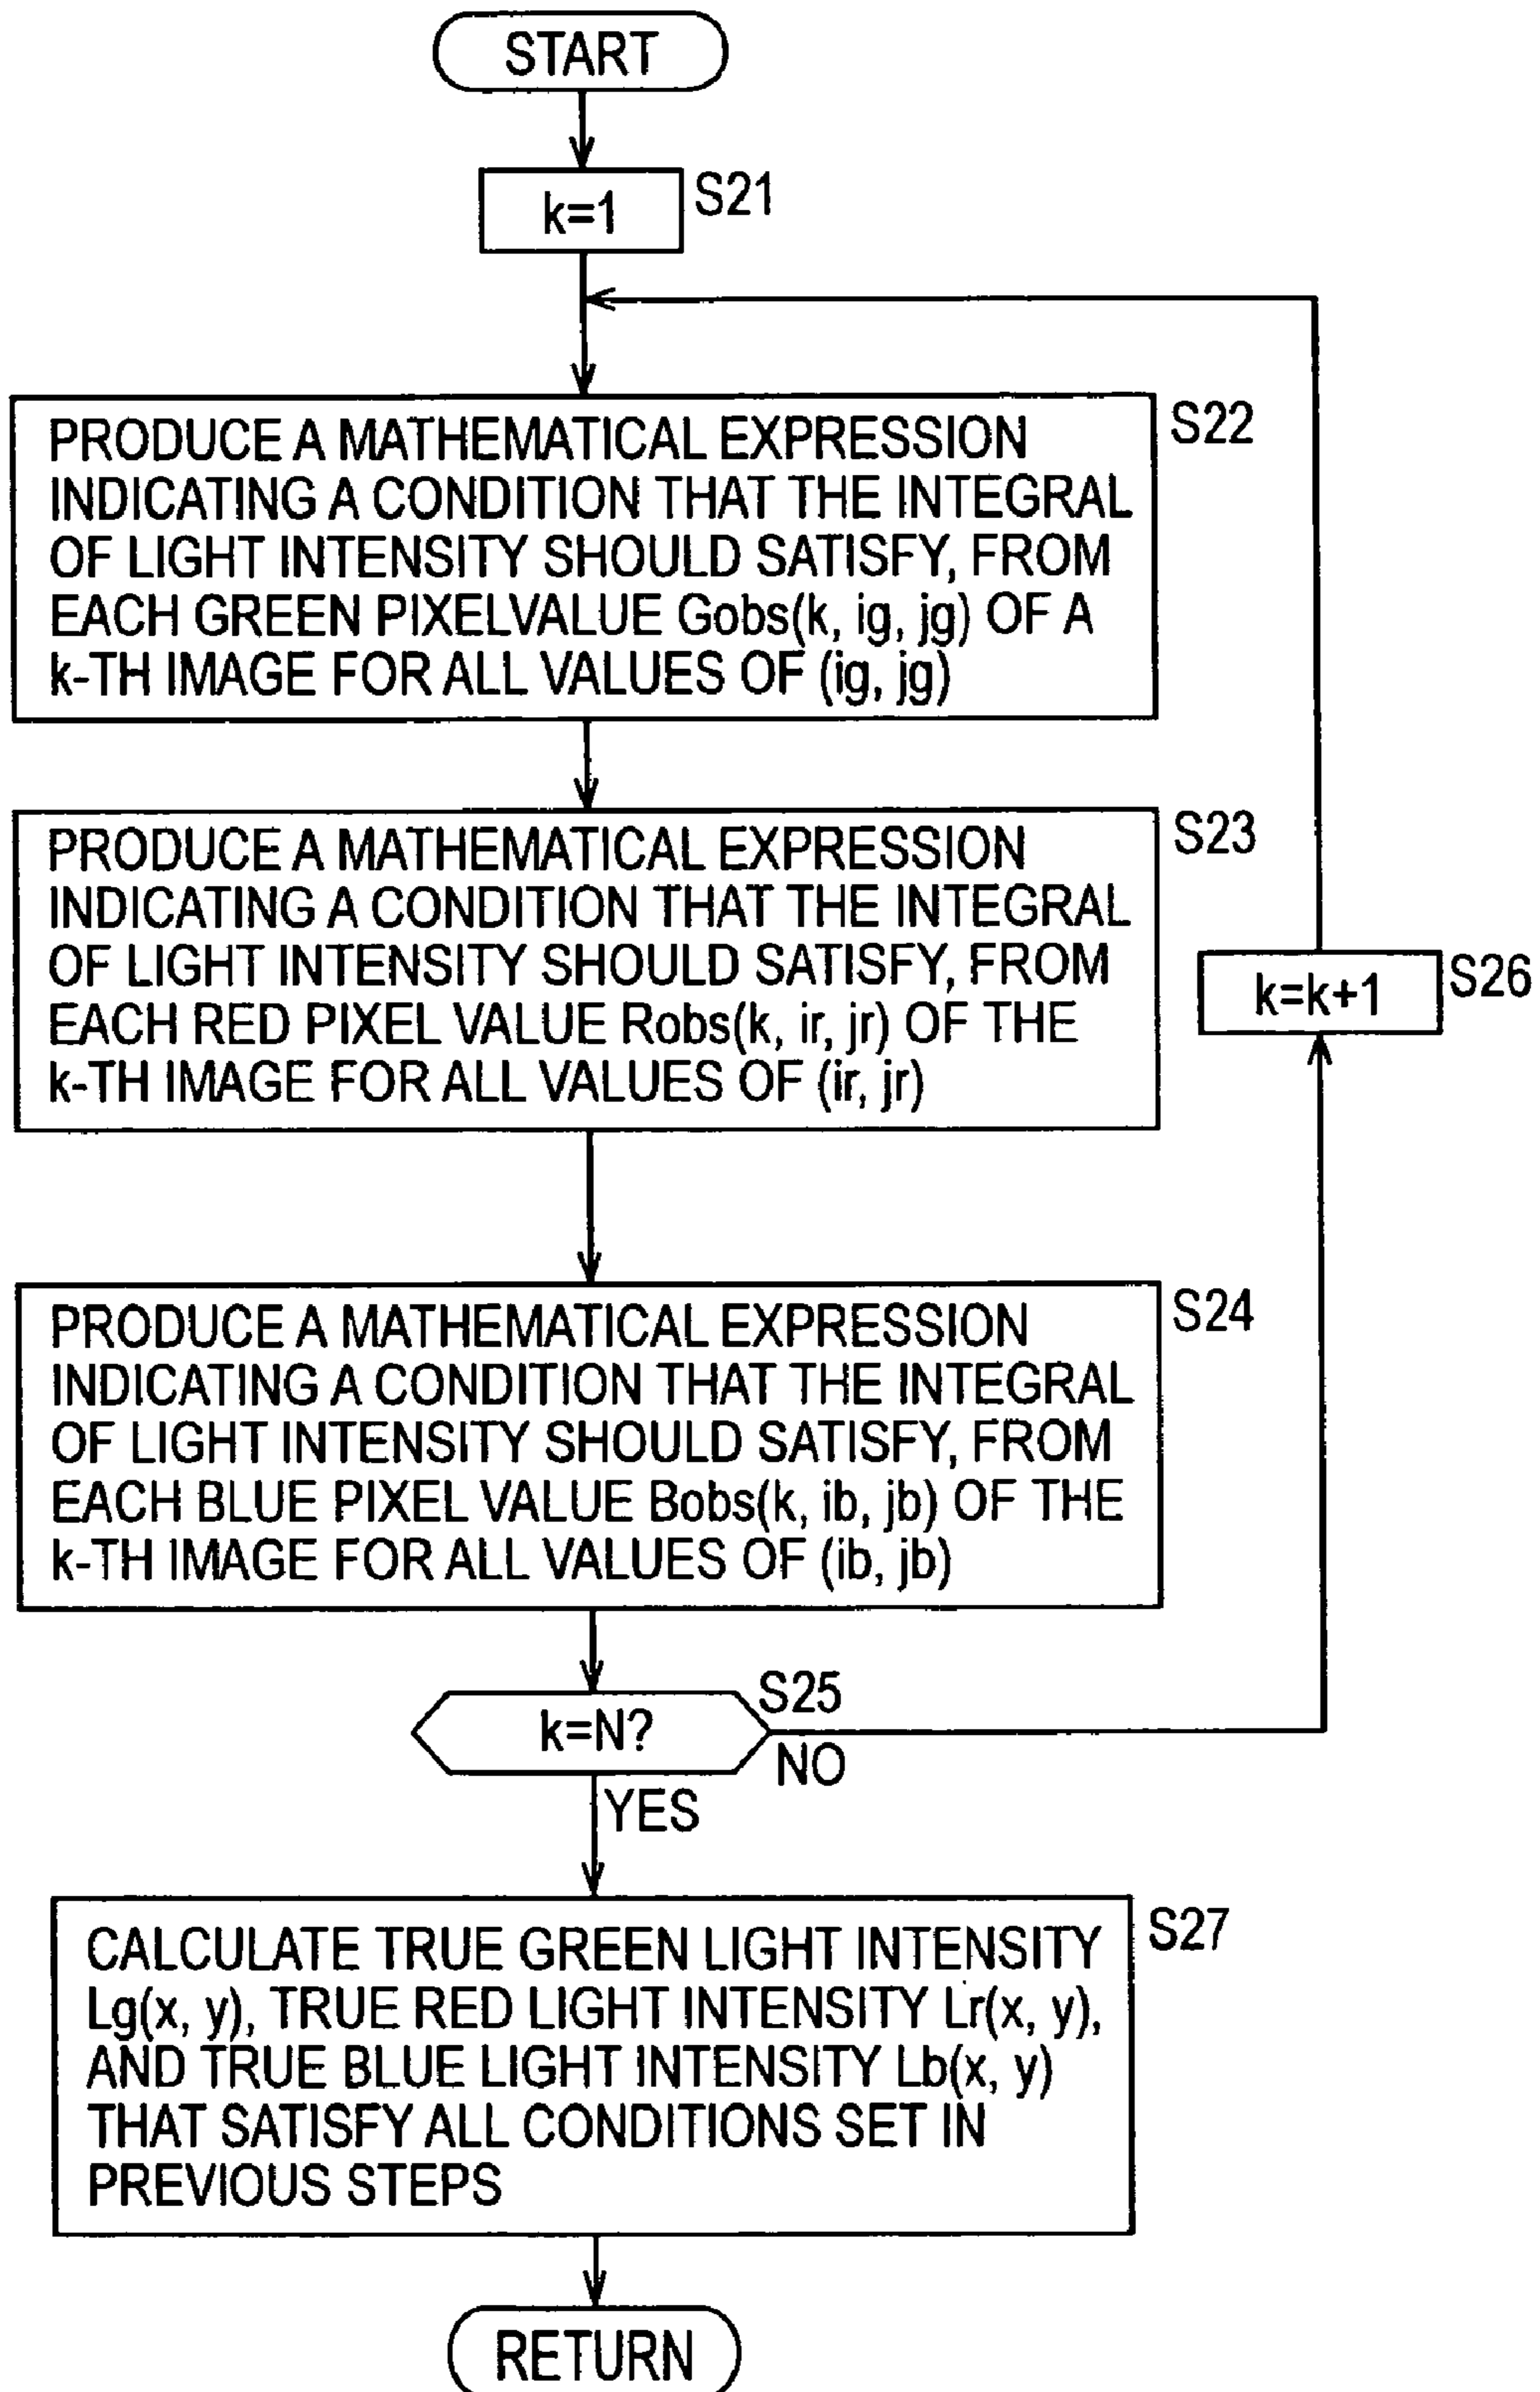 START
k=1
S21
PRODUCE A MATHEMATICAL EXPRESSION
INDICATING A CONDITION THAT THE INTEGRAL
OF LIGHT INTENSITY SHOULD SATISFY, FROM
EACH GREEN PIXELVALUE Gobs(k, ig, jg) OF A
k-TH IMAGE FOR ALL VALUES OF (ig, jg)
S22
PRODUCE A MATHEMATICAL EXPRESSION
INDICATING A CONDITION THAT THE INTEGRAL
OF LIGHT INTENSITY SHOULD SATISFY, FROM
EACH RED PIXEL VALUE Robs(k, ir, jr) OF THE
k-TH IMAGE FOR ALL VALUES OF (ir, jr)
S23
k=k+1
S26
PRODUCE A MATHEMATICAL EXPRESSION
INDICATING A CONDITION THAT THE INTEGRAL
OF LIGHT INTENSITY SHOULD SATISFY, FROM
EACH BLUE PIXEL VALUE Bobs(k, ib, jb) OF THE
k-TH IMAGE FOR ALL VALUES OF (ib, jb)
S24
k=N?
S25
NO
YES
CALCULATE TRUE GREEN LIGHT INTENSITY
Lg(x, y), TRUE RED LIGHT INTENSITY Lr(x, y),
AND TRUE BLUE LIGHT INTENSITY Lb(x, y)
THAT SATISFY ALL CONDITIONS SET IN
PREVIOUS STEPS
S27
RETURN